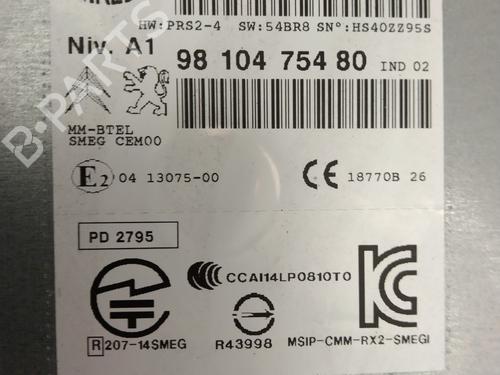 HW:PRS2-4 SW:54BR8 SN°:HS40ZZ95S
Niv. A1
98 104 754 80 IND 02
MM-BTEL
SMEG CEM00
E2 04 13075-00
CE 18770B 26
PD 2795
CCAI14LP0810T0
KC
R 207-14SMEG
R43998
MSIP-CMM-RX2-SMEGI
B-PARTS